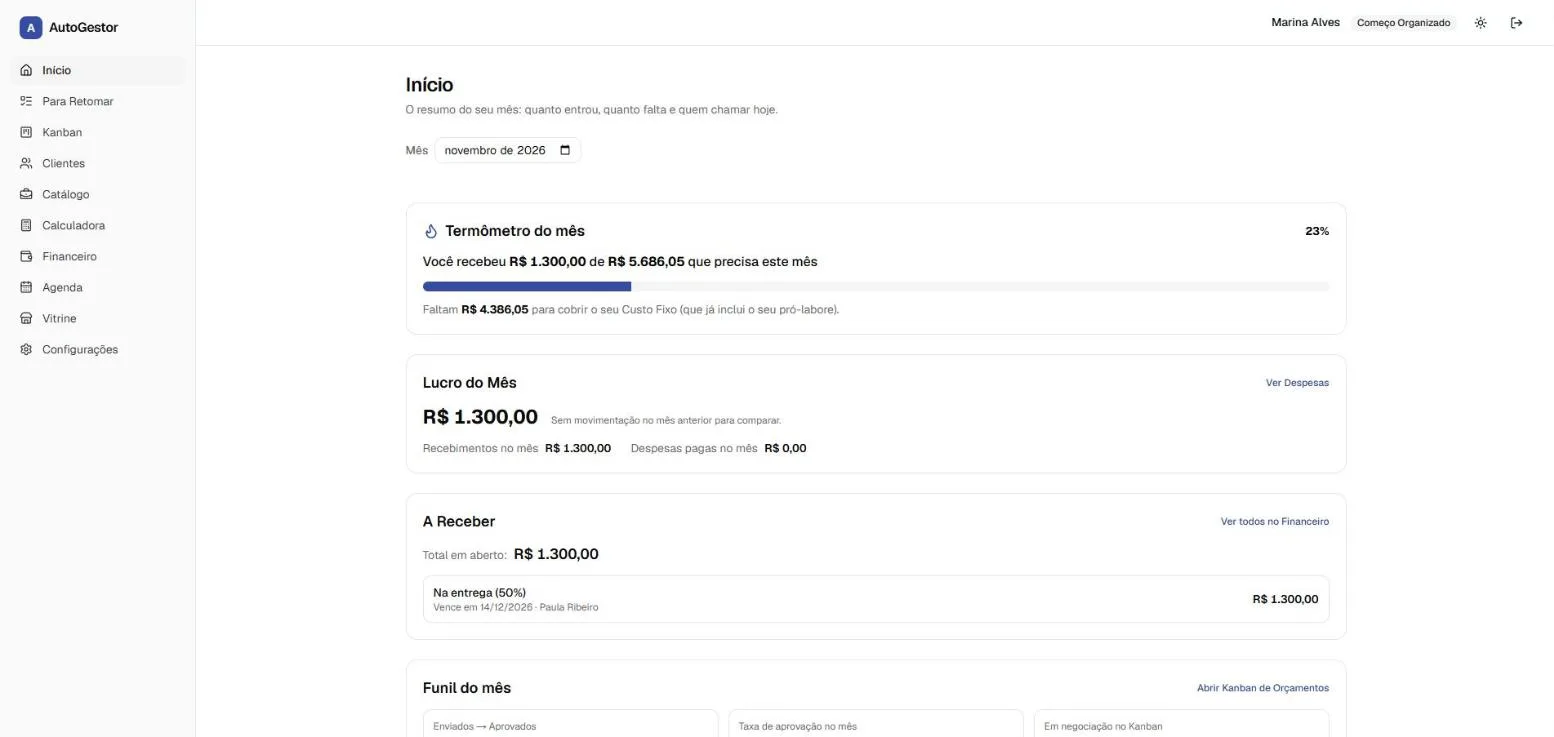 A AutoGestor
Marina Alves Começo Organizado
Início
Para Retomar
Kanban
Clientes
Catálogo
Calculadora
Financeiro
Agenda
Vitrine
Configurações
Início
O resumo do seu mês: quanto entrou, quanto falta e quem chamar hoje.
Mês novembro de 2026
Termômetro do mês 23%
Você recebeu R$ 1.300,00 de R$ 5.686,05 que precisa este mês
Faltam R$ 4.386,05 para cobrir o seu Custo Fixo (que já inclui o seu pró-labore).
Lucro do Mês Ver Despesas
R$ 1.300,00 Sem movimentação no mês anterior para comparar.
Recebimentos no mês R$ 1.300,00 Despesas pagas no mês R$ 0,00
A Receber Ver todos no Financeiro
Total em aberto: R$ 1.300,00
Na entrega (50%)
Vence em 14/12/2026 · Paula Ribeiro
R$ 1.300,00
Funil do mês Abrir Kanban de Orçamentos
Enviados → Aprovados
Taxa de aprovação no mês
Em negociação no Kanban